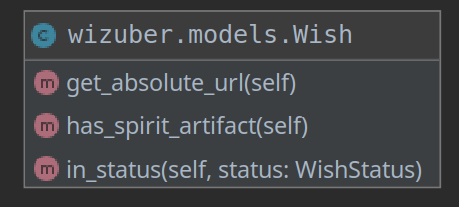 C wizuber.models.Wish
m get_absolute_url(self)
m has_spirit_artifact(self)
m in_status(self, status: WishStatus)